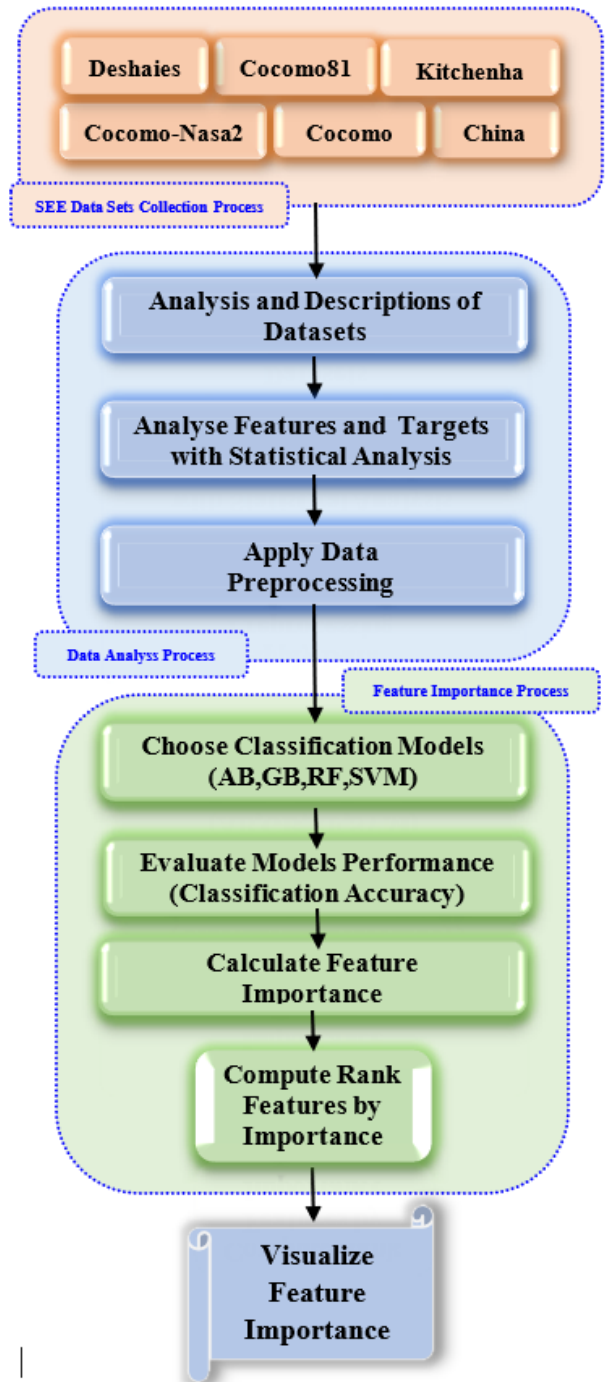 Deshaies
Cocomo81
Kitchenha
Cocomo-Nasa2
Cocomo
China
SEE Data Sets Collection Process
Analysis and Descriptions of
Datasets
Analyse Features and Targets
with Statistical Analysis
Apply Data
Preprocessing
Data Analyss Process
Feature Importance Process
Choose Classification Models
(AB,GB,RF,SVM)
Evaluate Models Performance
(Classification Accuracy)
Calculate Feature
Importance
Compute Rank
Features by
Importance
Visualize
Feature
Importance